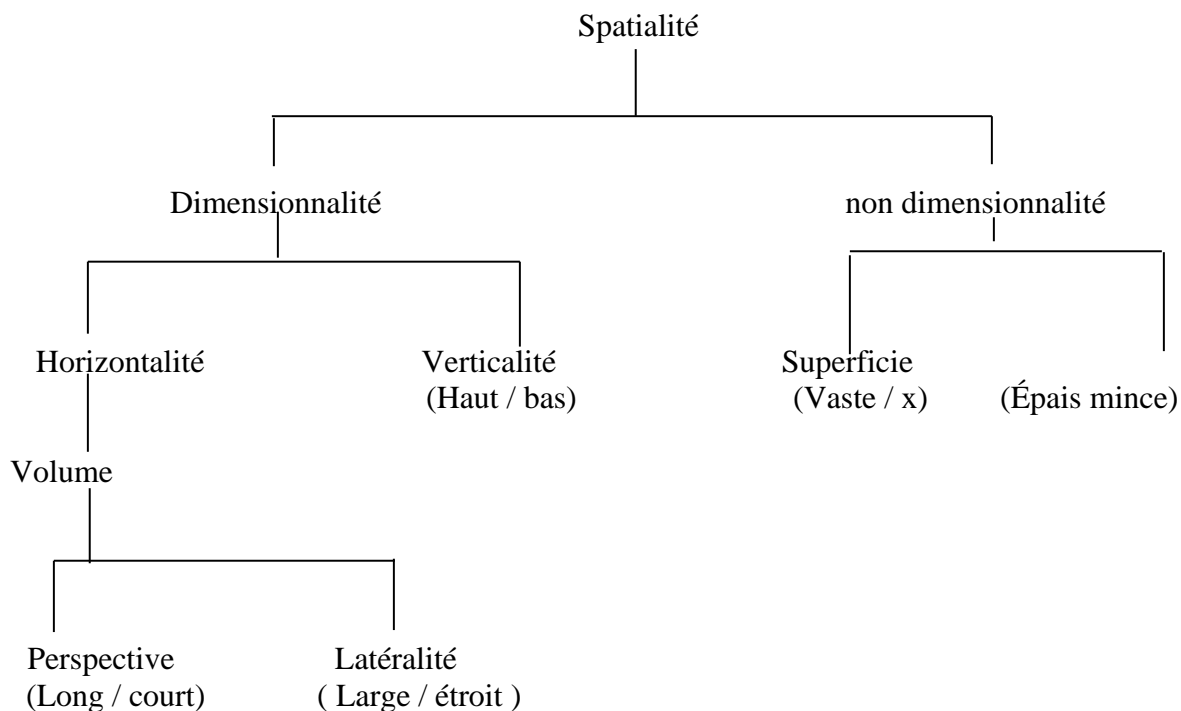 Spatialité
Dimensionnalité non dimensionnalité
Horizontalité Verticalité Superficie
(Haut / bas) (Vaste / x) (Épais mince)
Volume
Perspective Latéralité
(Long / court) ( Large / étroit )